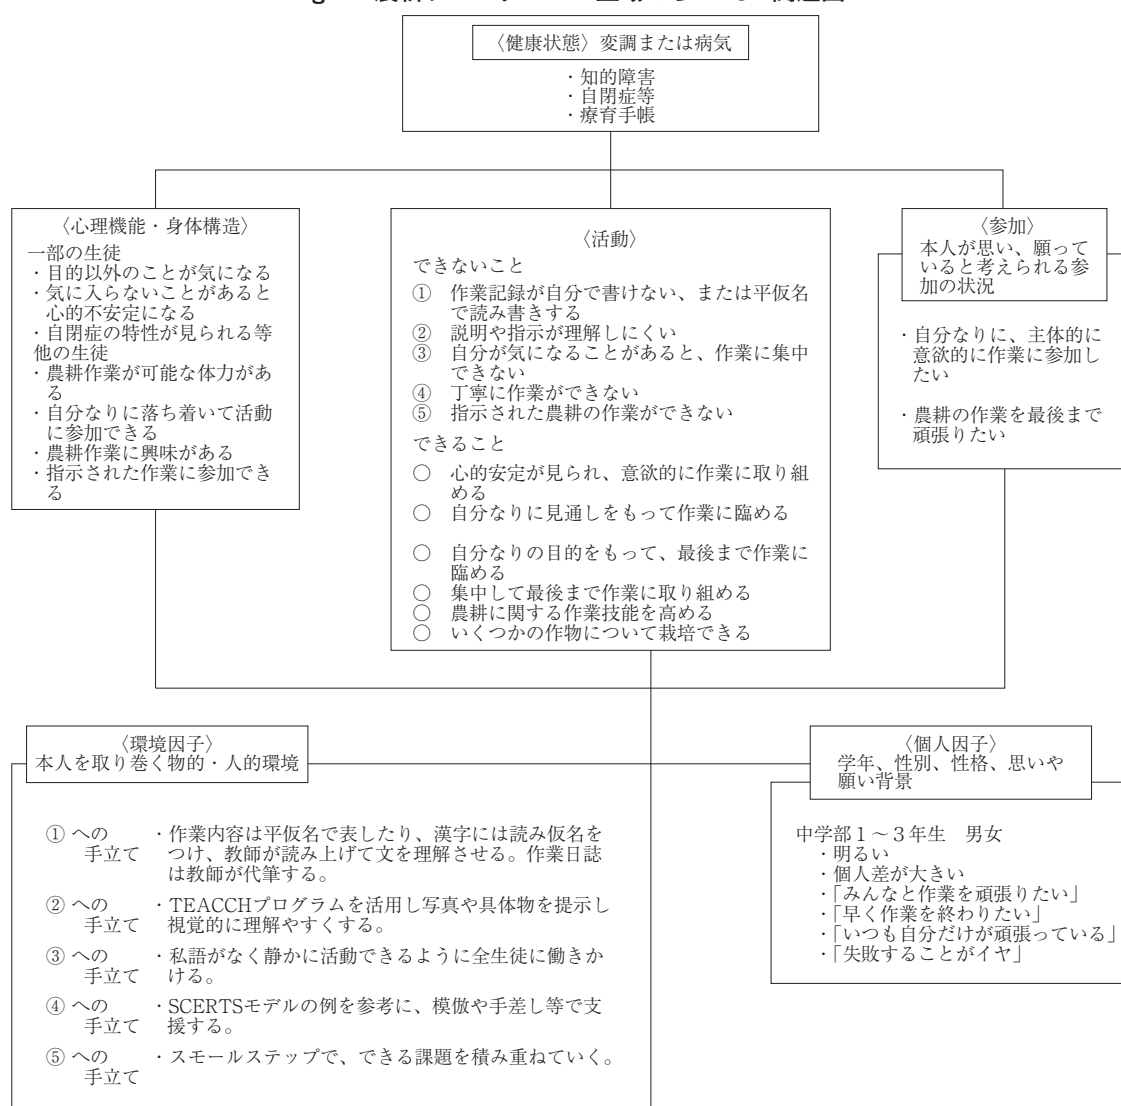 〈健康状態〉変調または病気
・知的障害
・自閉症等
・療育手帳
〈心理機能・身体構造〉
一部の生徒
・目的以外のことが気になる
・気に入らないことがあると
心的不安定になる
・自閉症の特性が見られる等
他の生徒
・農耕作業が可能な体力があ
る
・自分なりに落ち着いて活動
に参加できる
・農耕作業に興味がある
・指示された作業に参加でき
る
〈活動〉
できないこと
① 作業記録が自分で書けない、または平仮名
で読み書きする
② 説明や指示が理解しにくい
③ 自分が気になることがあると、作業に集中
できない
④ 丁寧に作業ができない
⑤ 指示された農耕の作業ができない
できること
○ 心的安定が見られ、意欲的に作業に取り組
める
○ 自分なりに見通しをもって作業に臨める
○ 自分なりの目的をもって、最後まで作業に
臨める
○ 集中して最後まで作業に取り組める
○ 農耕に関する作業技能を高める
○ いくつかの作物について栽培できる
〈参加〉
本人が思い、願って
いると考えられる参
加の状況
・自分なりに、主体的に
意欲的に作業に参加し
たい
・農耕の作業を最後まで
頑張りたい
〈環境因子〉
本人を取り巻く物的・人的環境
① への ・作業内容は平仮名で表したり、漢字には読み仮名を
手立て つけ、教師が読み上げて文を理解させる。作業日誌
は教師が代筆する。
② への ・TEACCHプログラムを活用し写真や具体物を提示し
手立て 視覚的に理解やすくする。
③ への ・私語がなく静かに活動できるように全生徒に働きか
手立て ける。
④ への ・SCERTSモデルの例を参考に、模倣や手差し等で支
手立て 援する。
⑤ への ・スモールステップで、できる課題を積み重ねていく。
手立て
〈個人因子〉
学年、性別、性格、思いや
願い背景
中学部１～３年生 男女
・明るい
・個人差が大きい
・「みんなと作業を頑張りたい」
・「早く作業を終わりたい」
・「いつも自分だけが頑張っている」
・「失敗することがイヤ」